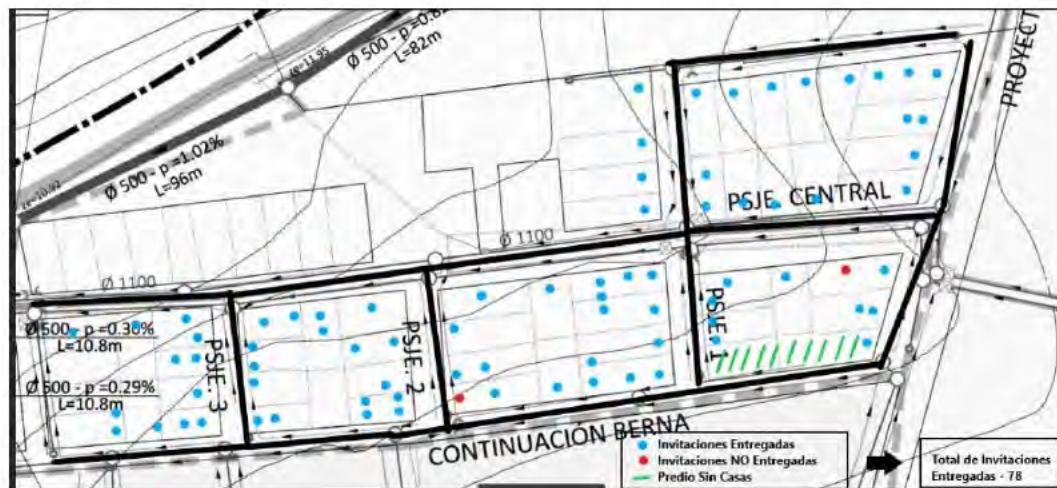 Ø 500 - p =0.8
L=82m
PROYECT
Ø 500 - p =1.02%
L=96m
PSJE. CENTRAL
Ø 1100
Ø 1100
Ø 500 - p =0.30%
L=10.8m
Ø 500 - p =0.29%
L=10.8m
PSJE. 3
PSJE. 2
PSJE. 1
CONTINUACIÓN BERNA
Invitaciones Entregadas
Invitaciones NO Entregadas
Predio Sin Casas
Total de Invitaciones
Entregadas - 78